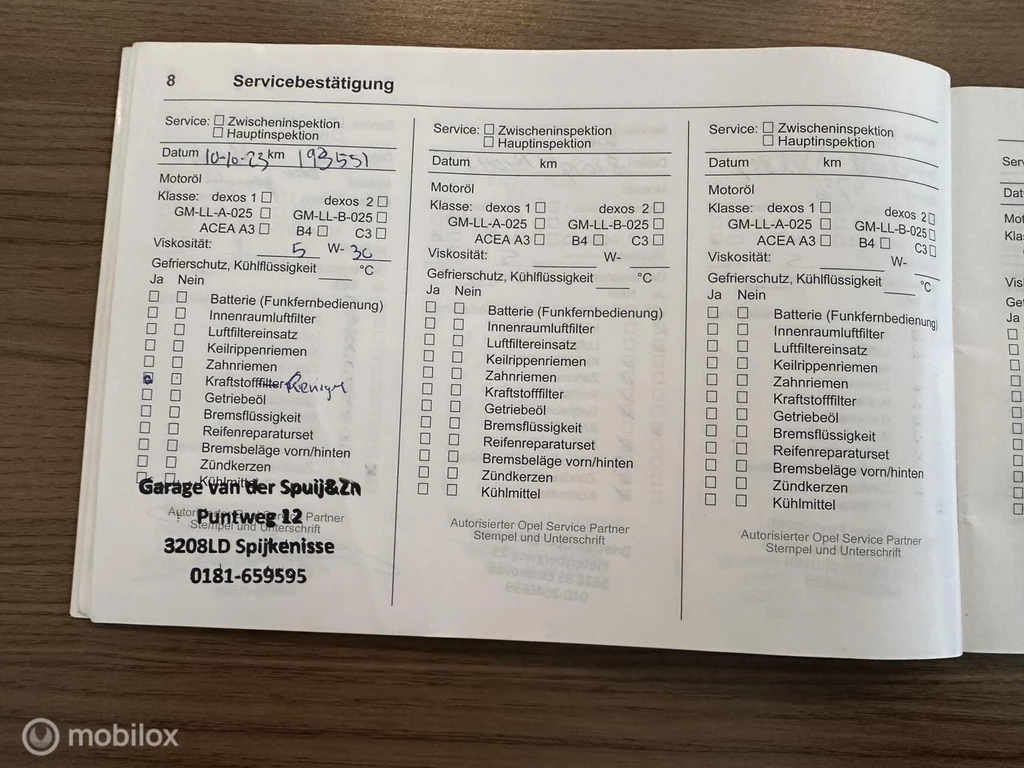 8 Servicebestätigung
Service: Zwischeninspektion
Hauptinspektion
Datum 10-10-23 km 193551
Motoröl
Klasse: dexos 1 dexos 2
GM-LL-A-025 GM-LL-B-025
ACEA A3 B4 C3
Viskosität: 5 W- 30
Gefrierschutz, Kühlflüssigkeit °C
Ja Nein
Batterie (Funkfernbedienung)
Innenraumluftfilter
Luftfiltereinsatz
Keilrippenriemen
Zahnriemen
Kraftstofffilter
Getriebeöl
Bremsflüssigkeit
Reifenreparaturset
Bremsbeläge vorn/hinten
Zündkerzen
Kühlmittel
Garage van der Spuij&Zn
Autorisierter Opel Service Partner
Puntweg 12
Stempel und Unterschrift
3208LD Spijkenisse
0181-659595
Service: Zwischeninspektion
Hauptinspektion
Datum km
Motoröl
Klasse: dexos 1 dexos 2
GM-LL-A-025 GM-LL-B-025
ACEA A3 B4 C3
Viskosität: W-
Gefrierschutz, Kühlflüssigkeit °C
Ja Nein
Batterie (Funkfernbedienung)
Innenraumluftfilter
Luftfiltereinsatz
Keilrippenriemen
Zahnriemen
Kraftstofffilter
Getriebeöl
Bremsflüssigkeit
Reifenreparaturset
Bremsbeläge vorn/hinten
Zündkerzen
Kühlmittel
Autorisierter Opel Service Partner
Stempel und Unterschrift
Service: Zwischeninspektion
Hauptinspektion
Datum km
Motoröl
Klasse: dexos 1 dexos 2
GM-LL-A-025 GM-LL-B-025
ACEA A3 B4 C3
Viskosität: W-
Gefrierschutz, Kühlflüssigkeit °C
Ja Nein
Batterie (Funkfernbedienung)
Innenraumluftfilter
Luftfiltereinsatz
Keilrippenriemen
Zahnriemen
Kraftstofffilter
Getriebeöl
Bremsflüssigkeit
Reifenreparaturset
Bremsbeläge vorn/hinten
Zündkerzen
Kühlmittel
Autorisierter Opel Service Partner
Stempel und Unterschrift
Ja
mobilox